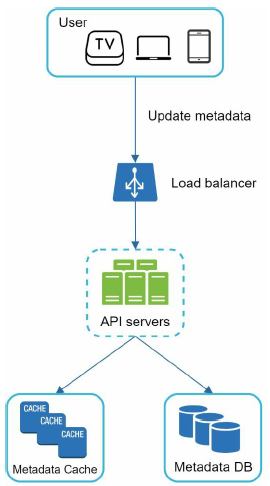 User
TV
Update metadata
Load balancer
API servers
CACHE
CACHE
CACHE
Metadata Cache
Metadata DB